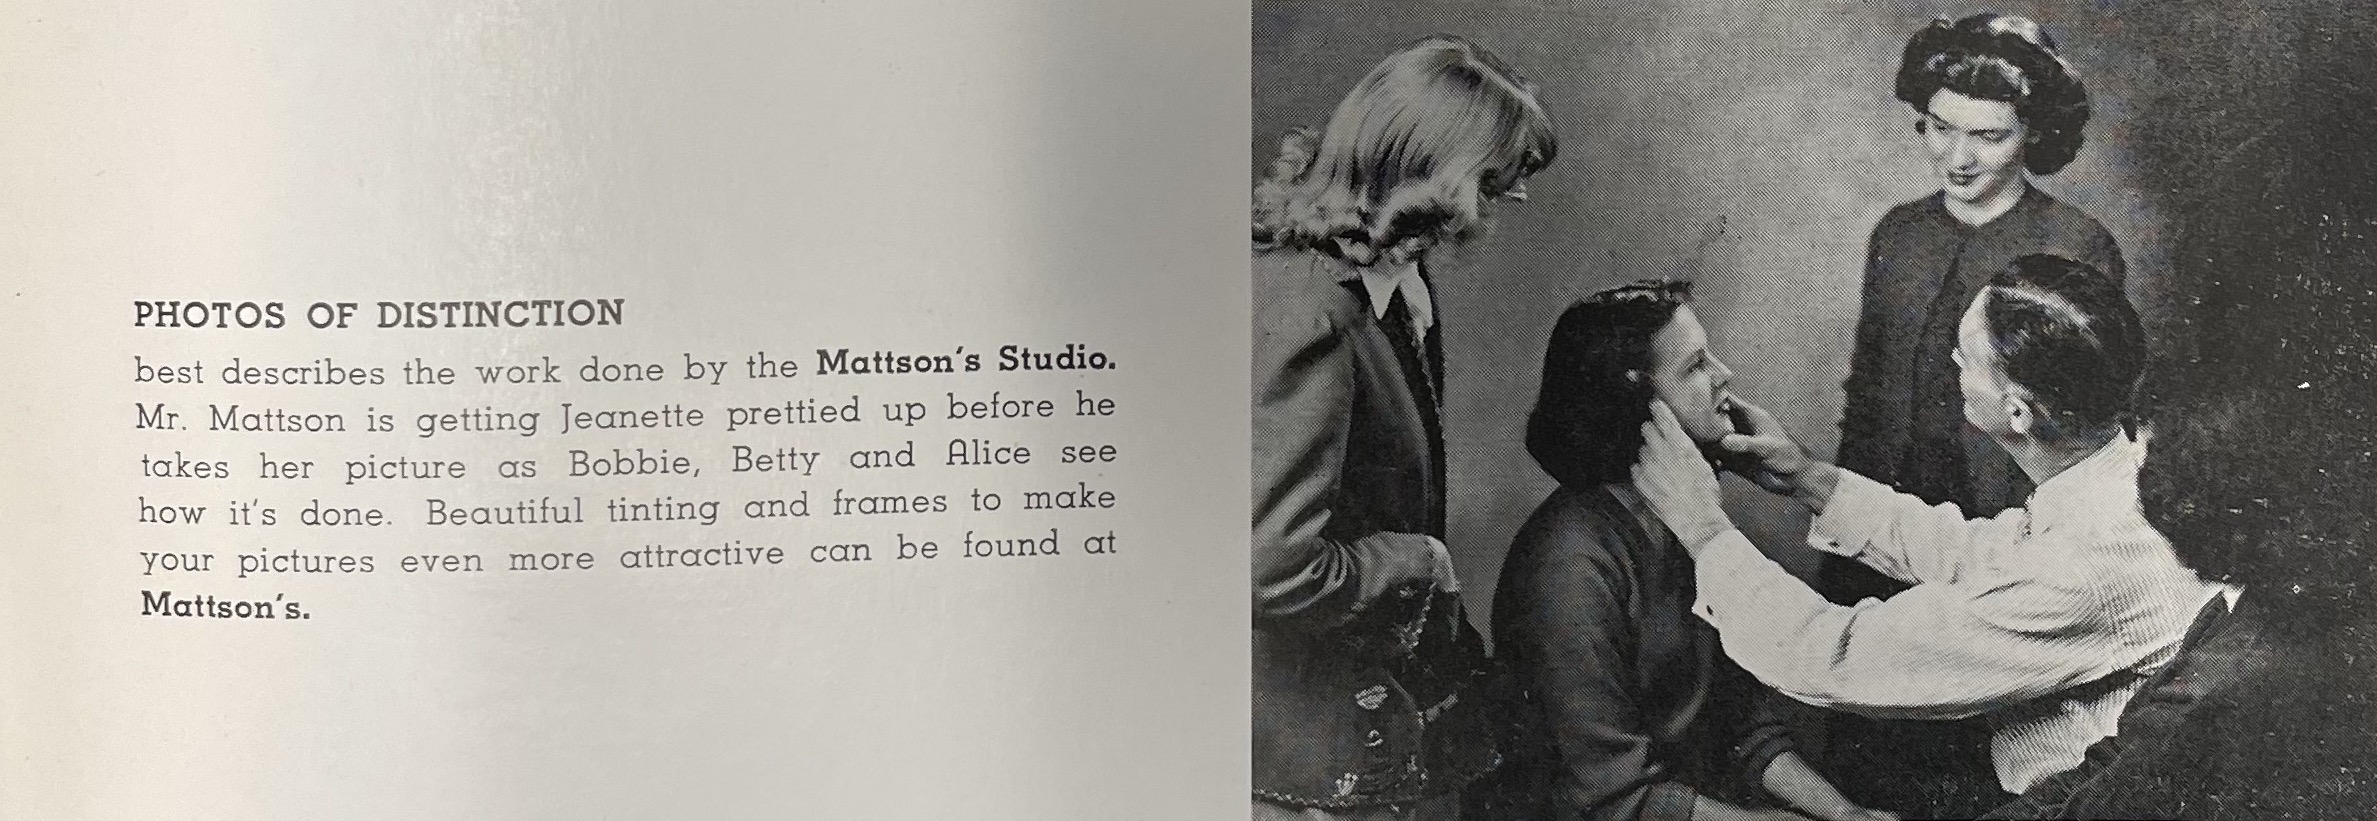 PHOTOS OF DISTINCTION
best describes the work done by the Mattson's Studio.
Mr. Mattson is getting Jeanette prettied up before he
takes her picture as Bobbie, Betty and Alice see
how it's done. Beautiful tinting and frames to make
your pictures even more attractive can be found at
Mattson's.